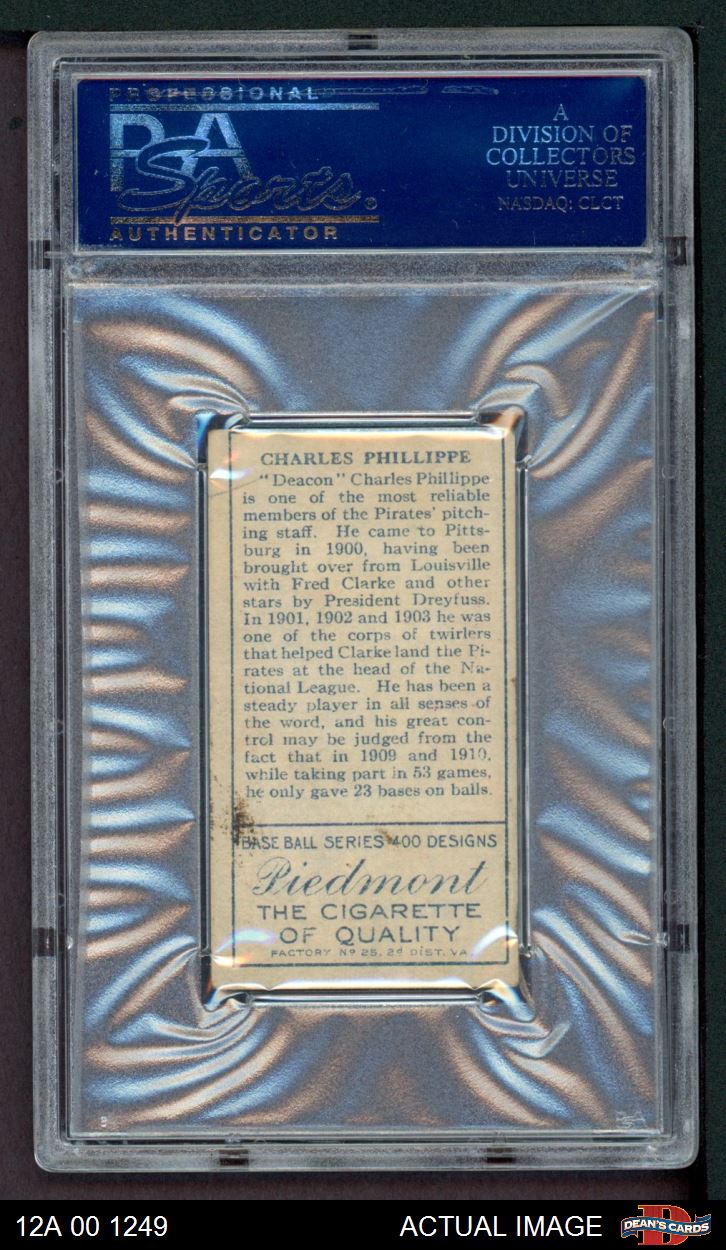 PROFESSIONAL
PSA
Sports®
AUTHENTICATOR
A
DIVISION OF
COLLECTORS
UNIVERSE
NASDAQ: CLCT
CHARLES PHILLIPPE
"Deacon" Charles Phillippe
is one of the most reliable
members of the Pirates' pitch-
ing staff. He came to Pitts-
burg in 1900, having been
brought over from Louisville
with Fred Clarke and other
stars by President Dreyfuss.
In 1901, 1902 and 1903 he was
one of the corps of twirlers
that helped Clarke land the Pi-
rates at the head of the Na-
tional League. He has been a
steady player in all senses of
the word, and his great con-
trol may be judged from the
fact that in 1909 and 1910,
while taking part in 53 games,
he only gave 23 bases on balls.
BASE BALL SERIES 400 DESIGNS
Piedmont
THE CIGARETTE
OF QUALITY
FACTORY Nº 25, 2d DIST. VA
12A 00 1249
ACTUAL IMAGE
DEAN'S CARDS